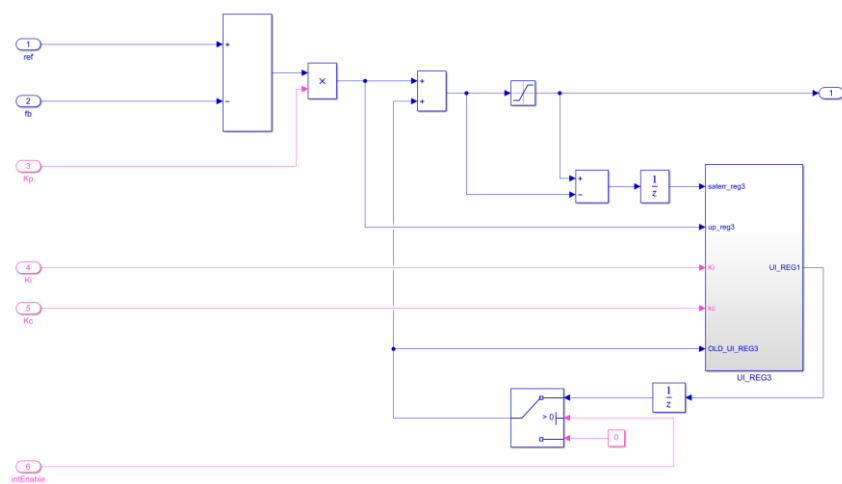 1
ref
+
×
+
+
1
2
fb
−
3
Kp
+
−
1
z
saterr_reg3
up_reg3
4
Ki
Ki
UI_REG1
5
Kc
kc
OLD_UI_REG3
UI_REG3
1
z
> 0
0
6
intEnable